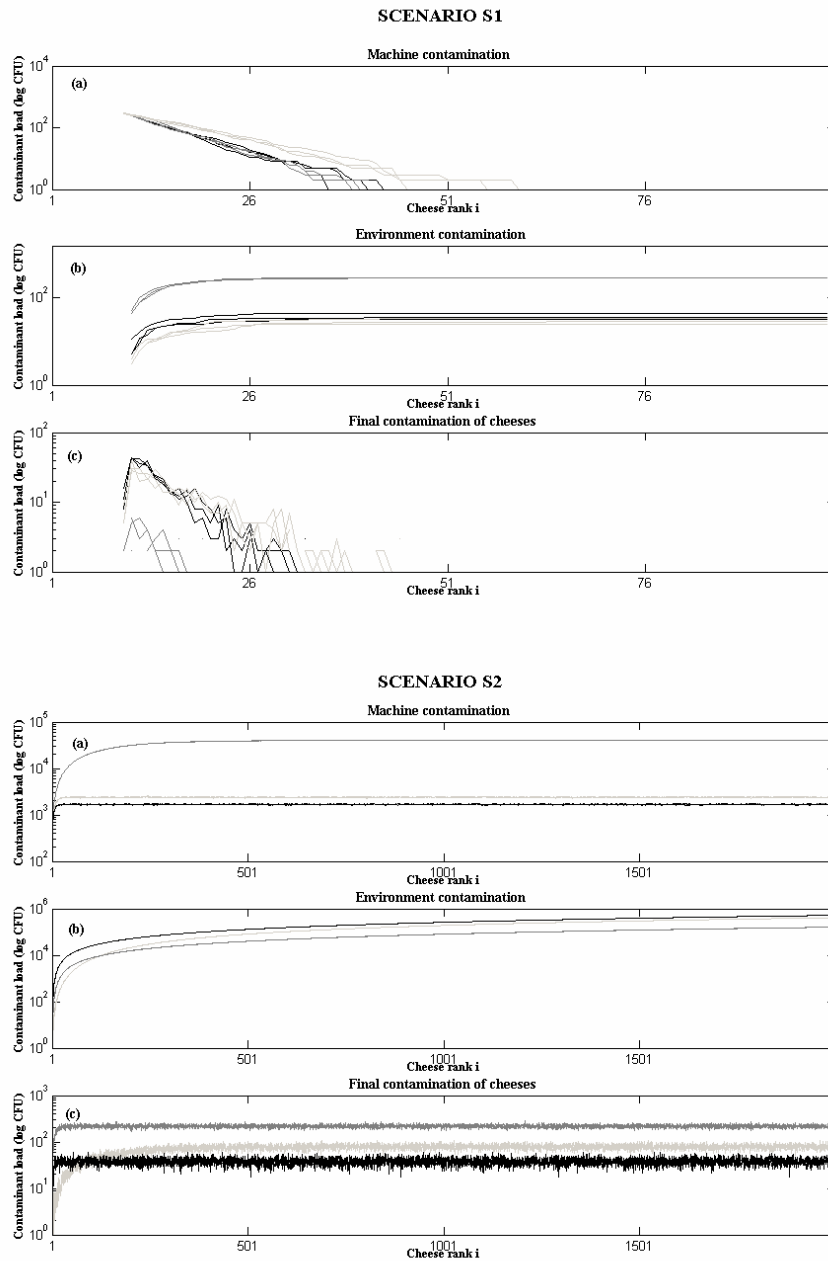 SCENARIO S1
Machine contamination
(a)
Contaminant load (log CFU)
10^4
10^2
10^0
1 26 51 76
Cheese rank i
Environment contamination
(b)
Contaminant load (log CFU)
10^2
10^0
1 26 51 76
Cheese rank i
Final contamination of cheeses
(c)
Contaminant load (log CFU)
10^2
10^1
10^0
1 26 51 76
Cheese rank i
SCENARIO S2
Machine contamination
(a)
Contaminant load (log CFU)
10^5
10^4
10^3
10^2
1 501 1001 1501
Cheese rank i
Environment contamination
(b)
Contaminant load (log CFU)
10^6
10^4
10^2
10^0
1 501 1001 1501
Cheese rank i
Final contamination of cheeses
(c)
Contaminant load (log CFU)
10^3
10^2
10^1
10^0
1 501 1001 1501
Cheese rank i